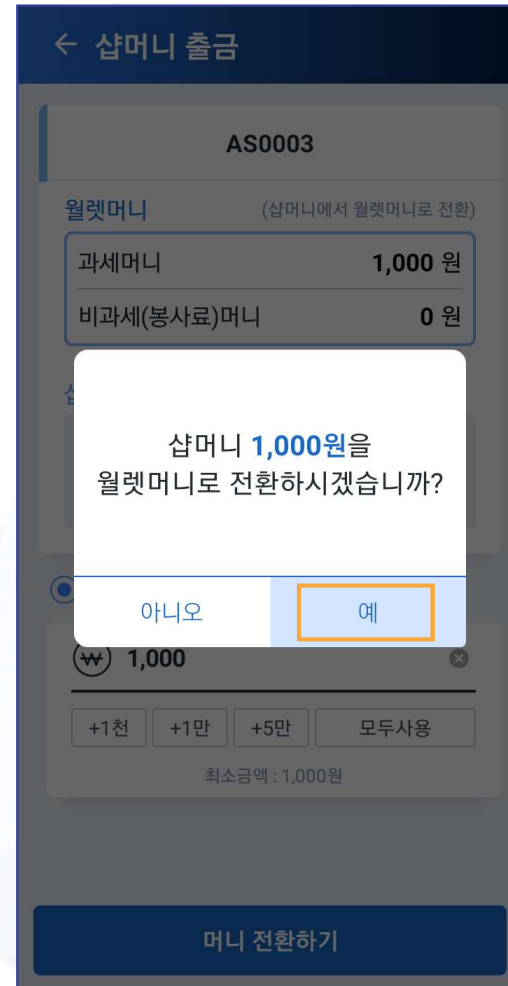 ← 샵머니 출금
AS0003
월렛머니 (샵머니에서 월렛머니로 전환)
과세머니 1,000 원
비과세(봉사료)머니 0 원
샵머니 1,000원을
월렛머니로 전환하시겠습니까?
아니오 예
₩ 1,000
+1천 +1만 +5만 모두사용
최소금액 : 1,000원
머니 전환하기